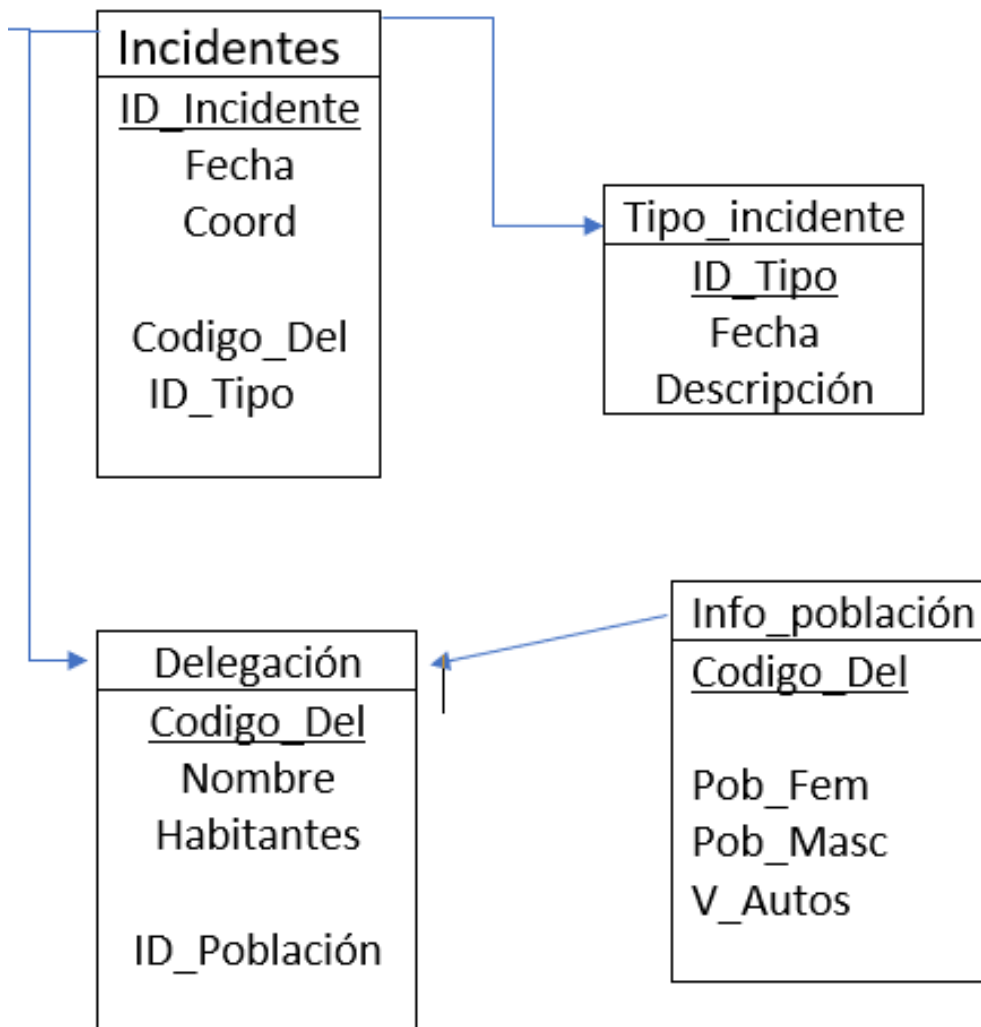 Incidentes
ID_Incidente
Fecha
Coord
Codigo_Del
ID_Tipo
Tipo_incidente
ID_Tipo
Fecha
Descripción
Delegación
Codigo_Del
Nombre
Habitantes
ID_Población
Info_población
Codigo_Del
Pob_Fem
Pob_Masc
V_Autos